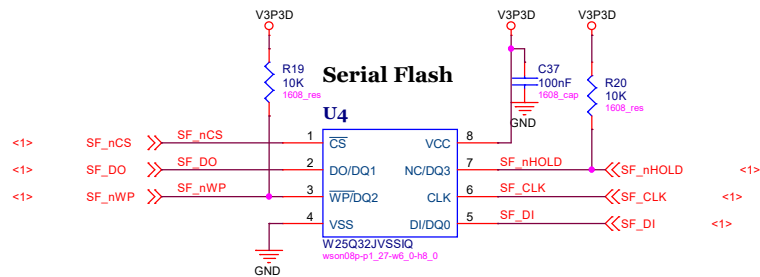 V3P3D
V3P3D
V3P3D
R19
10K
1608_res
Serial Flash
C37
100nF
1608_cap
R20
10K
1608_res
GND
U4
<1> SF_nCS SF_nCS 1 CS VCC 8
<1> SF_DO SF_DO 2 DO/DQ1 NC/DQ3 7 SF_nHOLD SF_nHOLD <1>
<1> SF_nWP SF_nWP 3 WP/DQ2 CLK 6 SF_CLK SF_CLK <1>
4 VSS DI/DQ0 5 SF_DI SF_DI <1>
W25Q32JVSSIQ
wson08p-p1_27-w6_0-h8_0
GND